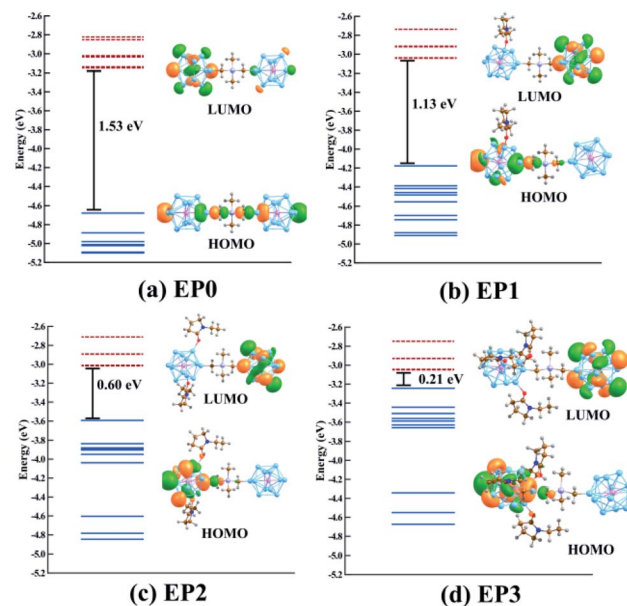 -2.6
-2.8
-3.0
-3.2
-3.4
-3.6
-3.8
-4.0
-4.2
-4.4
-4.6
-4.8
-5.0
-5.2
Energy (eV)
1.53 eV
LUMO
HOMO
(a) EP0
-2.6
-2.8
-3.0
-3.2
-3.4
-3.6
-3.8
-4.0
-4.2
-4.4
-4.6
-4.8
-5.0
-5.2
Energy (eV)
1.13 eV
LUMO
HOMO
(b) EP1
-2.6
-2.8
-3.0
-3.2
-3.4
-3.6
-3.8
-4.0
-4.2
-4.4
-4.6
-4.8
-5.0
-5.2
Energy (eV)
0.60 eV
LUMO
HOMO
(c) EP2
-2.6
-2.8
-3.0
-3.2
-3.4
-3.6
-3.8
-4.0
-4.2
-4.4
-4.6
-4.8
-5.0
-5.2
Energy (eV)
0.21 eV
LUMO
HOMO
(d) EP3